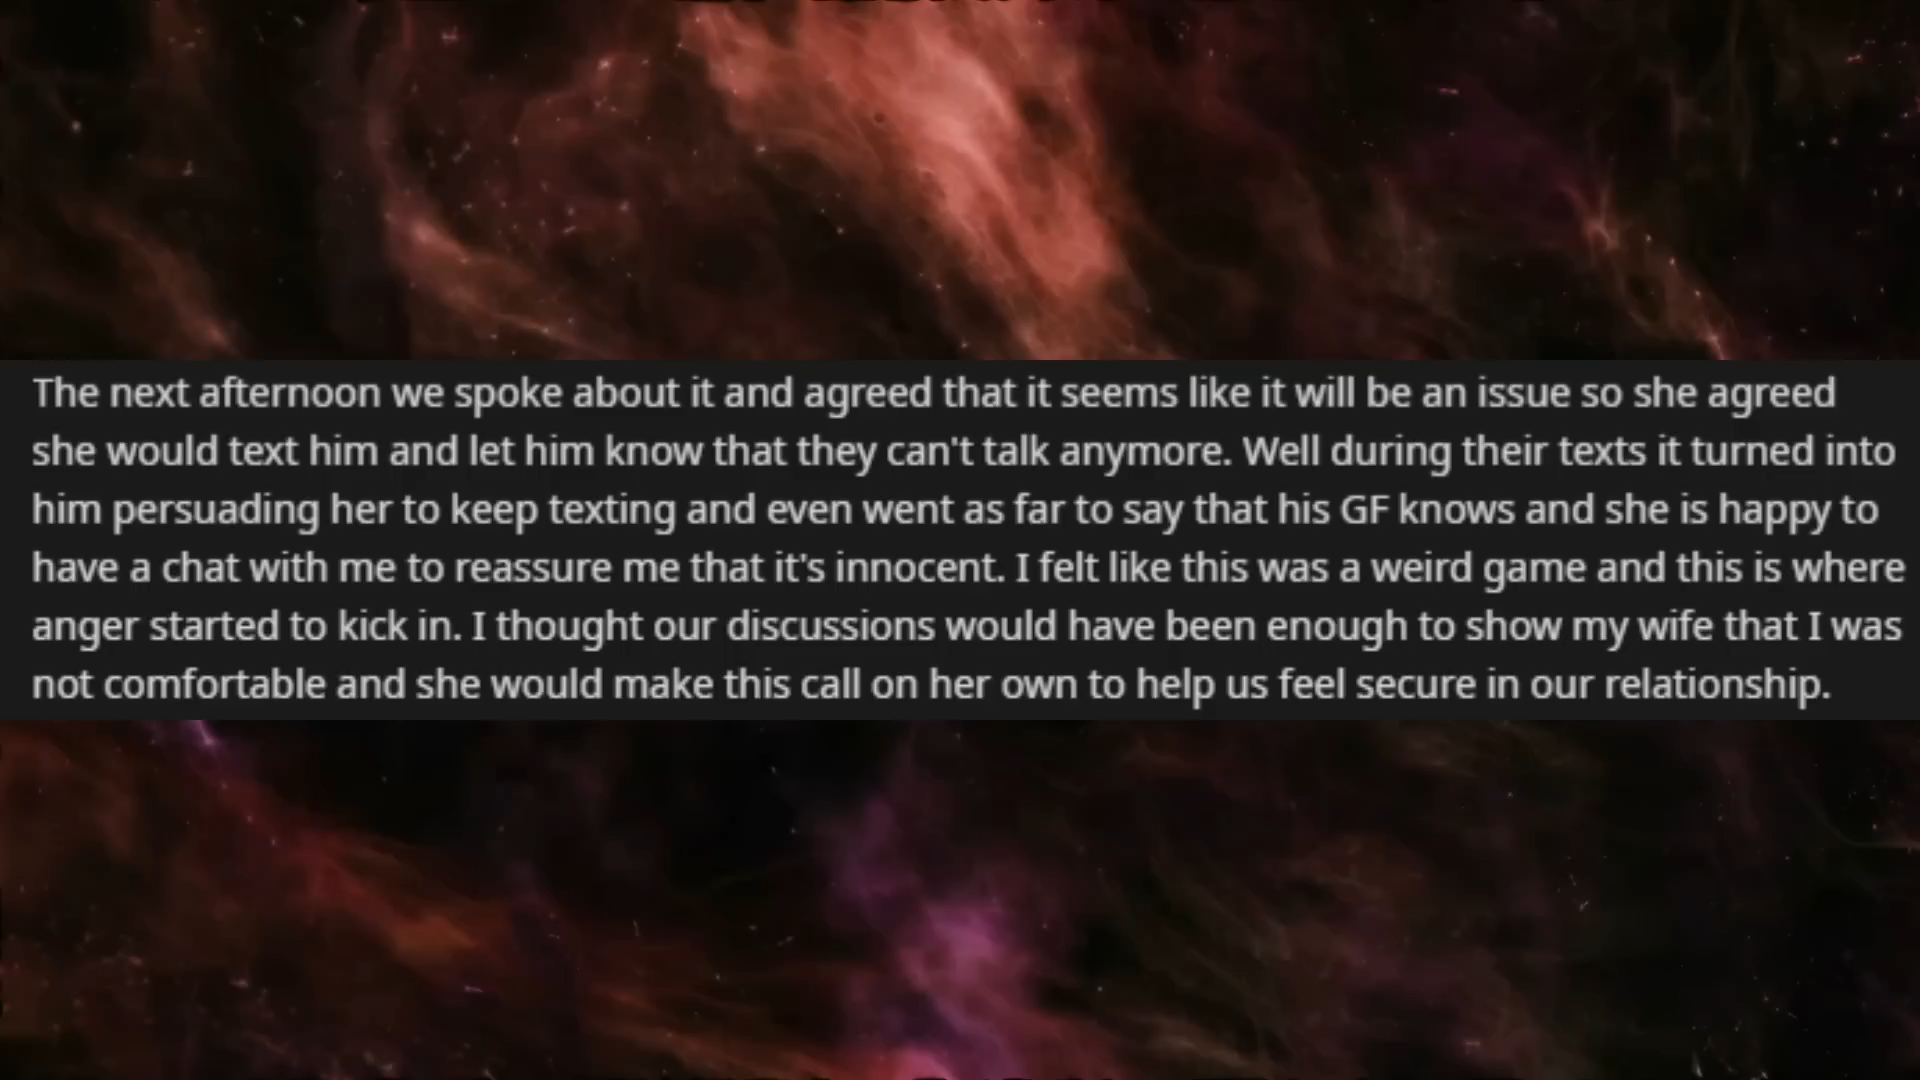 The next afternoon we spoke about it and agreed that it seems like it will be an issue so she agreed
she would text him and let him know that they can't talk anymore. Well during their texts it turned into
him persuading her to keep texting and even went as far to say that his GF knows and she is happy to
have a chat with me to reassure me that it's innocent. I felt like this was a weird game and this is where
anger started to kick in. I thought our discussions would have been enough to show my wife that I was
not comfortable and she would make this call on her own to help us feel secure in our relationship.